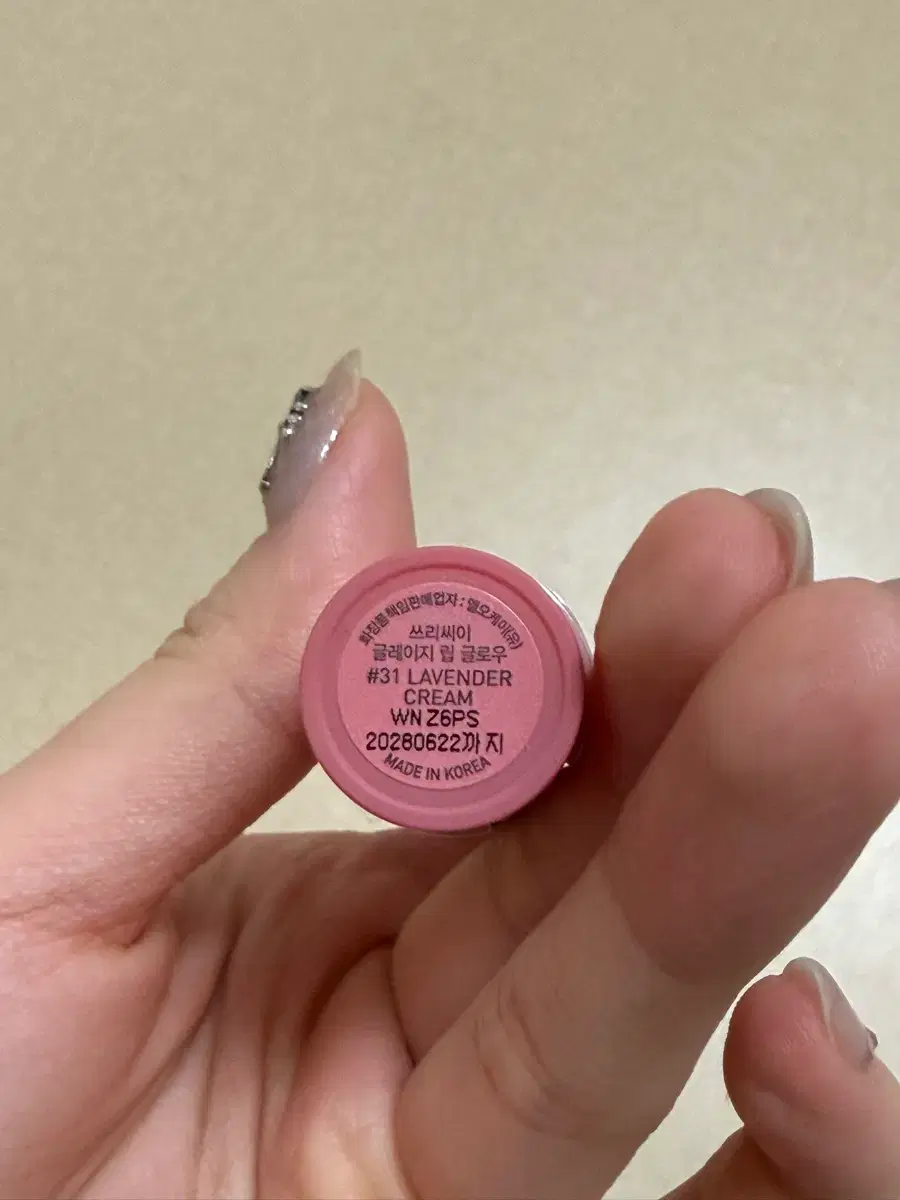 화장품책임판매업자 : 엘오케이(유)
쓰리씨이
글레이지 립 글로우
#31 LAVENDER
CREAM
WN Z6PS
20280622까지
MADE IN KOREA